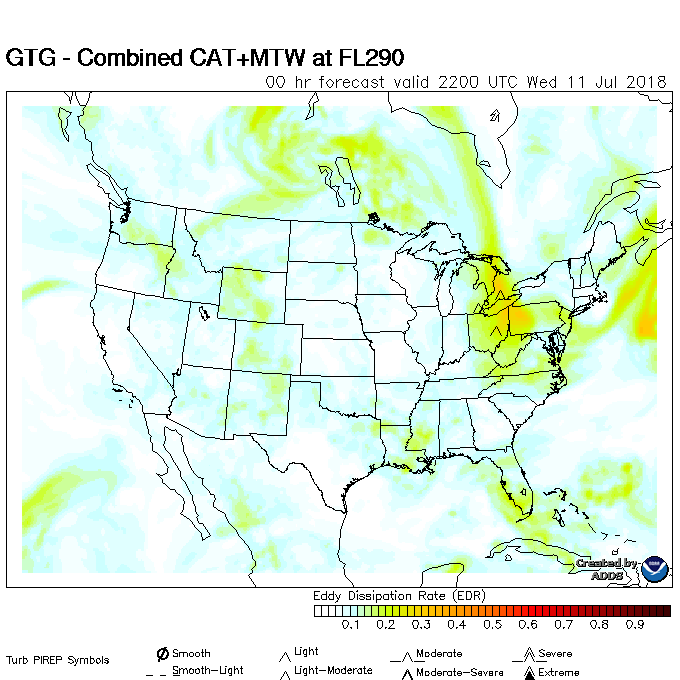 GTG - Combined CAT+MTW at FL290
00 hr forecast valid 2200 UTC Wed 11 Jul 2018
Created by
ADDS
Eddy Dissipation Rate (EDR)
0.1 0.2 0.3 0.4 0.5 0.6 0.7 0.8 0.9
Turb PIREP Symbols
Smooth Light Moderate Severe
Smooth-Light Light-Moderate Moderate-Severe Extreme